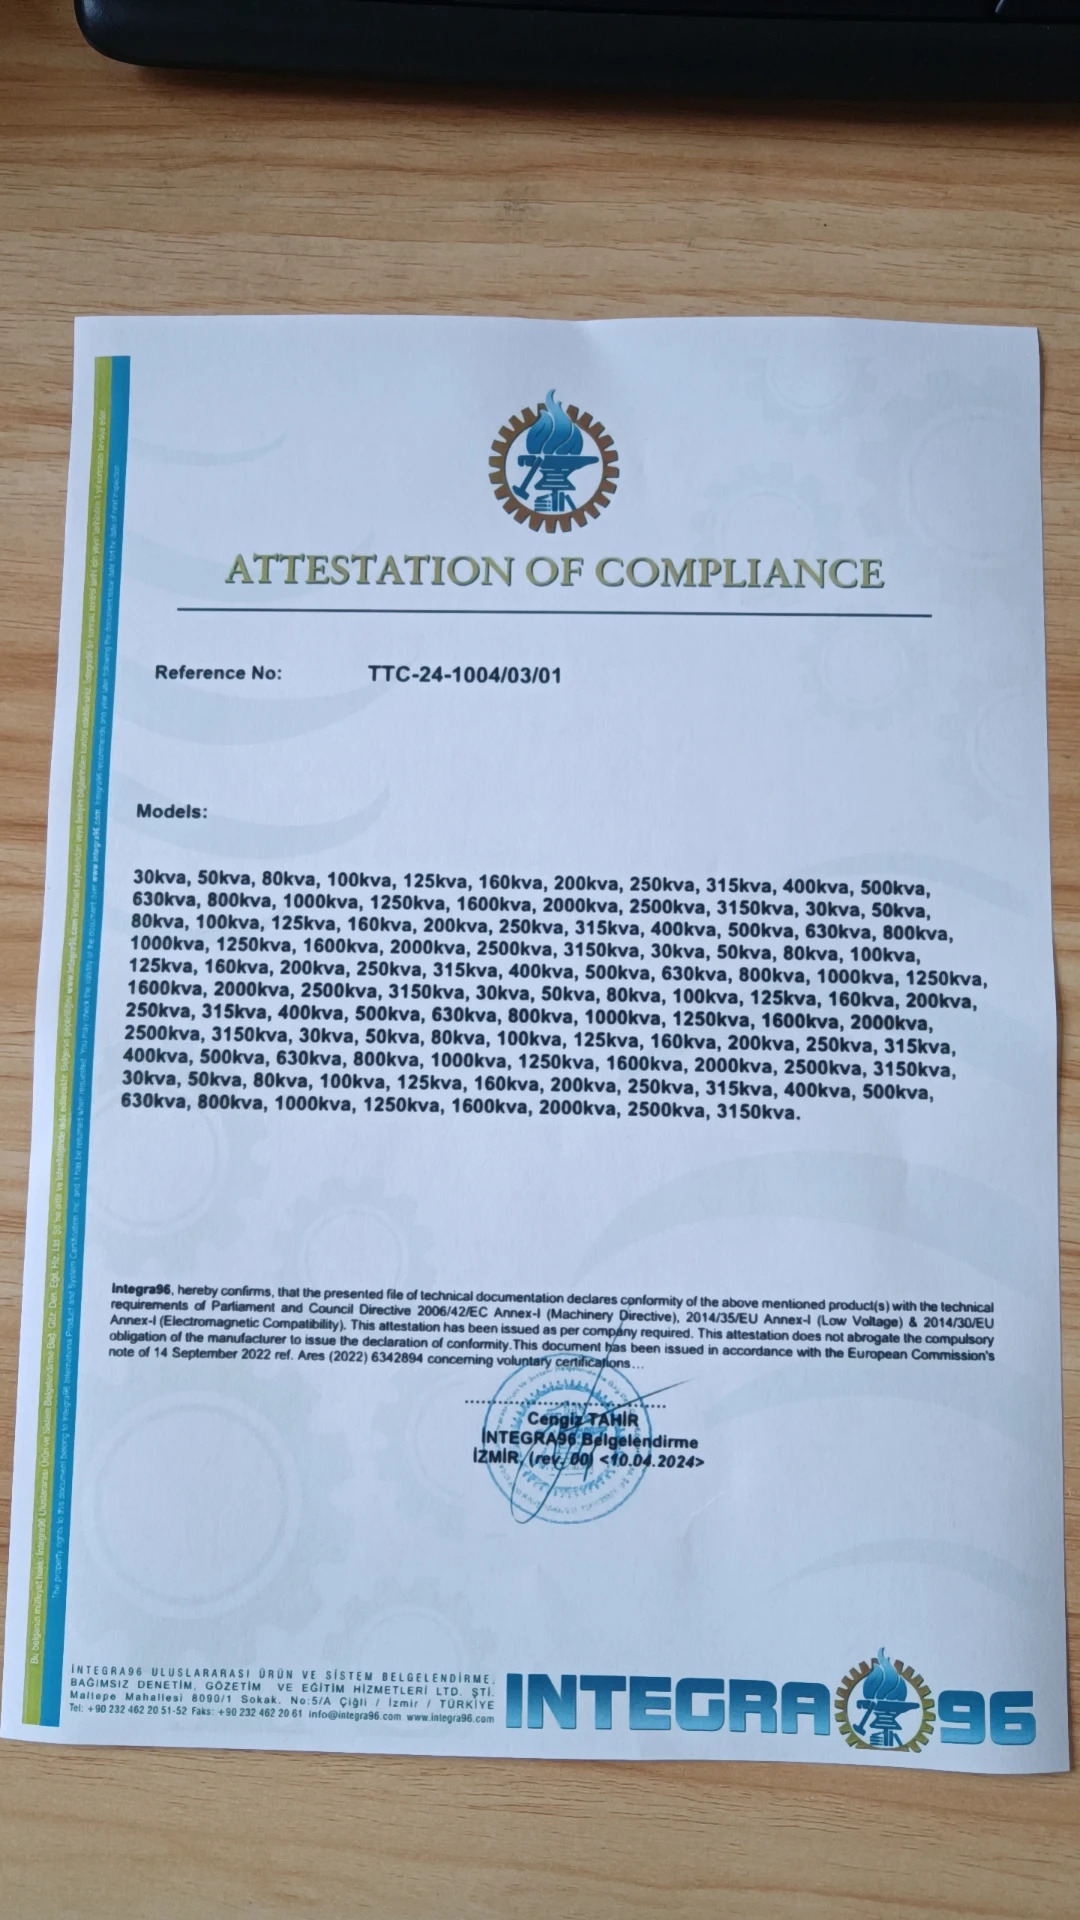 ATTESTATION OF COMPLIANCE
Reference No: TTC-24-1004/03/01
Models:
30kva, 50kva, 80kva, 100kva, 125kva, 160kva, 200kva, 250kva, 315kva, 400kva, 500kva,
630kva, 800kva, 1000kva, 1250kva, 1600kva, 2000kva, 2500kva, 3150kva, 30kva, 50kva,
80kva, 100kva, 125kva, 160kva, 200kva, 250kva, 315kva, 400kva, 500kva, 630kva, 800kva,
1000kva, 1250kva, 1600kva, 2000kva, 2500kva, 3150kva, 30kva, 50kva, 80kva, 100kva,
125kva, 160kva, 200kva, 250kva, 315kva, 400kva, 500kva, 630kva, 800kva, 1000kva, 1250kva,
1600kva, 2000kva, 2500kva, 3150kva, 30kva, 50kva, 80kva, 100kva, 125kva, 160kva, 200kva,
250kva, 315kva, 400kva, 500kva, 630kva, 800kva, 1000kva, 1250kva, 1600kva, 2000kva,
2500kva, 3150kva, 30kva, 50kva, 80kva, 100kva, 125kva, 160kva, 200kva, 250kva, 315kva,
400kva, 500kva, 630kva, 800kva, 1000kva, 1250kva, 1600kva, 2000kva, 2500kva, 3150kva,
30kva, 50kva, 80kva, 100kva, 125kva, 160kva, 200kva, 250kva, 315kva, 400kva, 500kva,
630kva, 800kva, 1000kva, 1250kva, 1600kva, 2000kva, 2500kva, 3150kva.
Integra96, hereby confirms, that the presented file of technical documentation declares conformity of the above mentioned product(s) with the technical
requirements of Parliament and Council Directive 2006/42/EC Annex-I (Machinery Directive), 2014/35/EU Annex-I (Low Voltage) & 2014/30/EU
Annex-I (Electromagnetic Compatibility). This attestation has been issued as per company required. This attestation does not abrogate the compulsory
obligation of the manufacturer to issue the declaration of conformity.This document has been issued in accordance with the European Commission's
note of 14 September 2022 ref. Ares (2022) 6342894 concerning voluntary certifications...
Cengiz TAHİR
İNTEGRA96 Belgelendirme
İZMİR, (rev. 00) <10.04.2024>
İNTEGRA96 ULUSLARARASI ÜRÜN VE SİSTEM BELGELENDİRME,
BAĞIMSIZ DENETİM, GÖZETİM VE EĞİTİM HİZMETLERİ LTD. ŞTİ.
Maltepe Mahallesi 8090/1 Sokak. No:5/A Çiğli / İzmir / TÜRKİYE
Tel: +90 232 462 20 51-52 Faks: +90 232 462 20 61 info@integra96.com www.integra96.com
INTEGRA 96